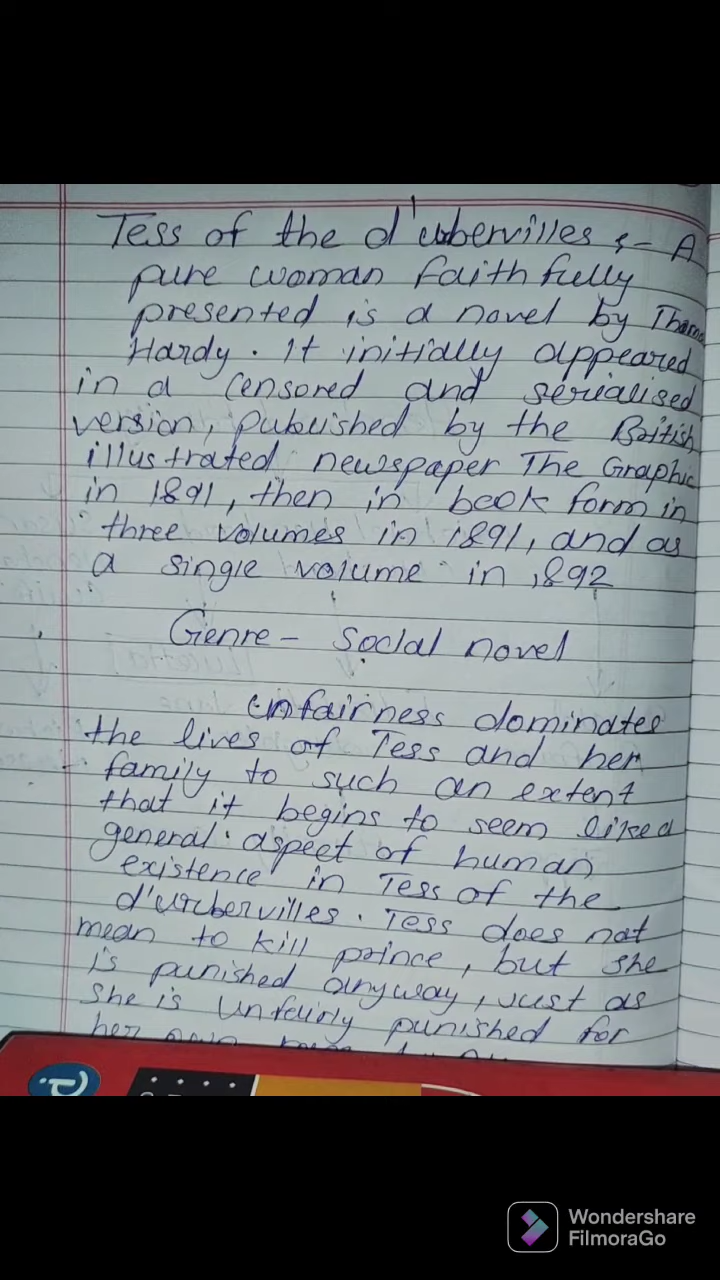 Tess of the d'urbervilles :- A
pure woman faithfully
presented is a novel by Thomas
Hardy. It initially appeared
in a censored and serialised
version, published by the British
illustrated newspaper The Graphic
in 1891, then in book form in
three volumes in 1891, and as
a single volume in 1892
Genre - Social novel
unfairness dominates
the lives of Tess and her
family to such an extent
that it begins to seem like a
general aspect of human
existence in Tess of the
d'urbervilles. Tess does not
mean to kill prince, but she
is punished anyway, just as
she is unfairly punished for
her own
Wondershare
FilmoraGo